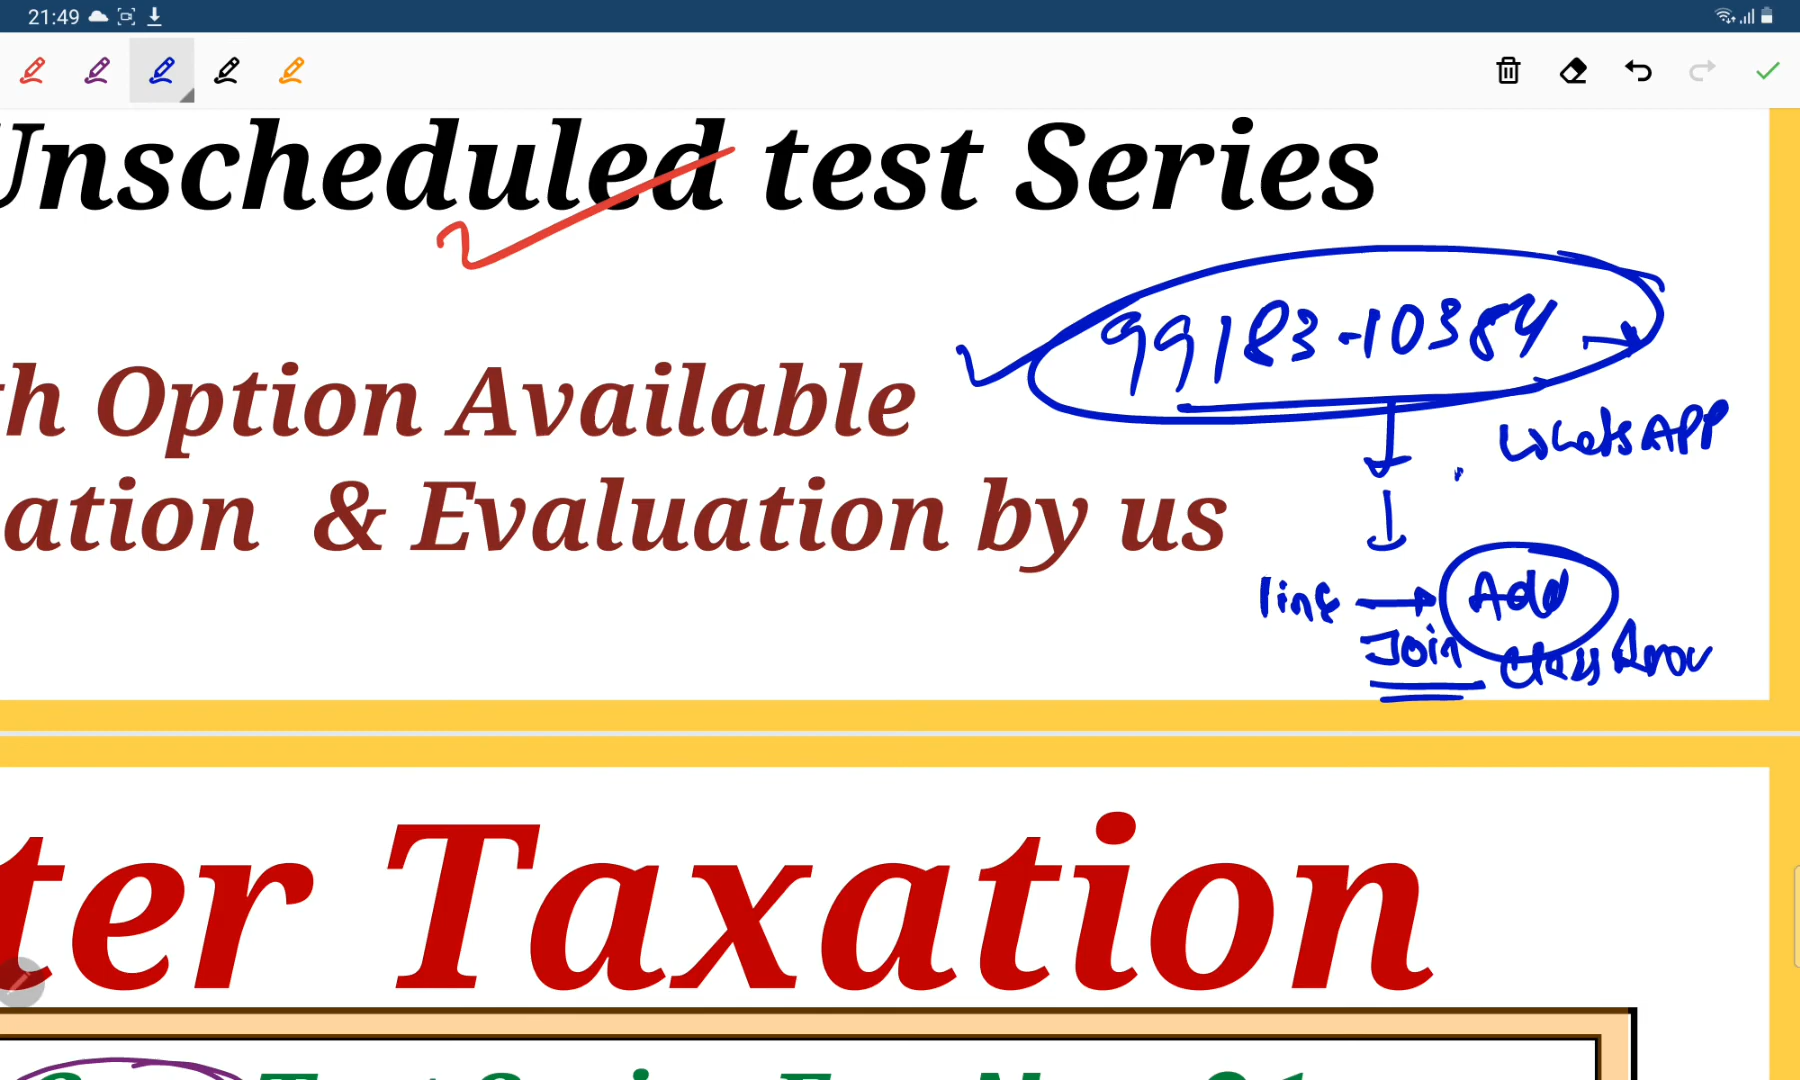 21:49
Unscheduled test Series
99183-10384
h Option Available
WhatsAPP
ation & Evaluation by us
link → Add
Join Class
ter Taxation